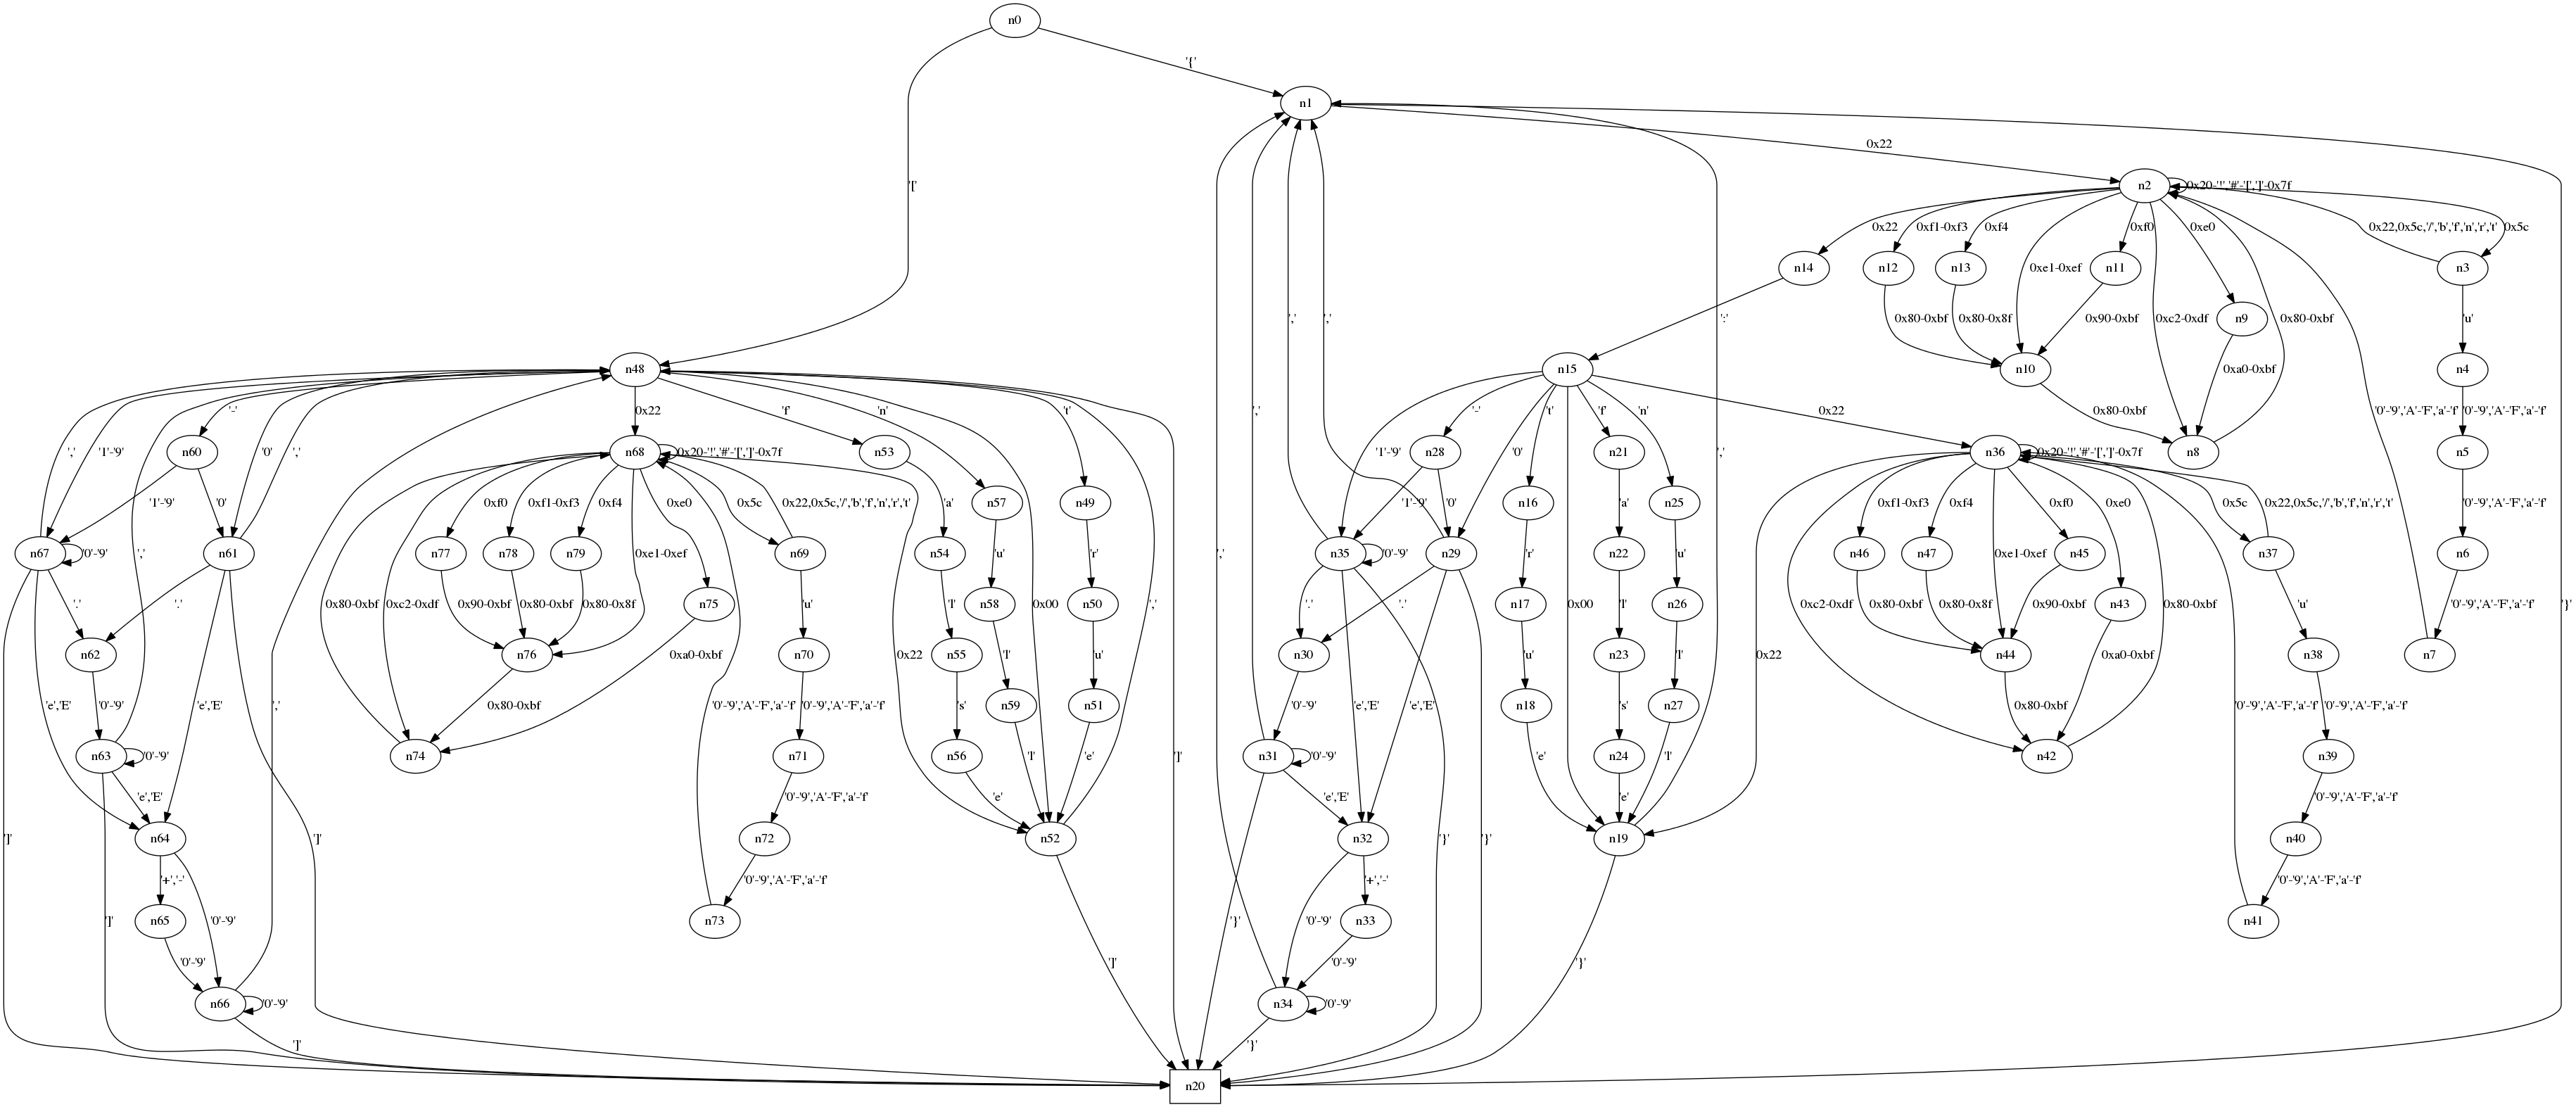 n0
'{'
n1
0x22
'['
n2
0x20-'!','#'-'[',']'-0x7f
0x22
0xf1-0xf3
0xf4
0xf0
0xe0
0x22,0x5c,'/','b','f','n','r','t'
0x5c
n14
n12
n13
0xe1-0xef
n11
n3
','
','
','
','
':'
','
0x80-0xbf
0x80-0x8f
0x90-0xbf
0xc2-0xdf
n9
0x80-0xbf
'u'
n48
n15
n10
0xa0-0xbf
n4
','
'1'-'9'
','
'-'
'0'
','
0x22
'f'
'n'
't'
'1'-'9'
'-'
't'
'0'
'f'
'n'
0x22
0x80-0xbf
'0'-'9','A'-'F','a'-'f'
'0'-'9','A'-'F','a'-'f'
n60
n68
0x20-'!','#'-'[',']'-0x7f
n53
n28
n21
n36
0x20-'!','#'-'[',']'-0x7f
n8
n5
'1'-'9'
'0'
0xf0
0xf1-0xf3
0xf4
0xe0
0x5c
'a'
n57
n49
'1'-'9'
'0'
n16
'a'
n25
0xf1-0xf3
0xf4
0xf0
0xe0
0x5c
0x22,0x5c,'/','b','f','n','r','t'
'0'-'9','A'-'F','a'-'f'
n67
'0'-'9'
n61
n77
n78
n79
0xe1-0xef
n69
0x22,0x5c,'/','b','f','n','r','t'
n54
'u'
'r'
n35
'0'-'9'
n29
'r'
n22
'u'
n46
n47
0xe1-0xef
n45
n37
n6
'.'
'.'
0x80-0xbf
0xc2-0xdf
0x90-0xbf
0x80-0xbf
0x80-0x8f
n75
'u'
'l'
n58
0x00
n50
'.'
'.'
n17
0x00
'l'
n26
0xc2-0xdf
0x80-0xbf
0x80-0x8f
0x90-0xbf
n43
0x80-0xbf
'u'
'0'-'9','A'-'F','a'-'f'
n62
n76
0xa0-0xbf
n70
0x22
n55
'l'
'u'
n30
'u'
n23
'l'
0x22
n44
0xa0-0xbf
n38
n7
'e','E'
'0'-'9'
'e','E'
0x80-0xbf
'0'-'9','A'-'F','a'-'f'
'0'-'9','A'-'F','a'-'f'
's'
n59
n51
'0'-'9'
'e','E'
'e','E'
n18
's'
n27
0x80-0xbf
'0'-'9','A'-'F','a'-'f'
'0'-'9','A'-'F','a'-'f'
n63
'0'-'9'
n74
n71
n56
'l'
'e'
']'
n31
'0'-'9'
'e'
n24
'l'
n42
n39
'e','E'
'0'-'9','A'-'F','a'-'f'
'e'
'e','E'
'e'
'0'-'9','A'-'F','a'-'f'
']'
n64
']'
n72
n52
n32
'}'
'}'
n19
n40
'+','-'
'0'-'9'
'0'-'9','A'-'F','a'-'f'
'0'-'9'
'+','-'
'0'-'9','A'-'F','a'-'f'
']'
n65
n73
'}'
n33
n41
'0'-'9'
']'
'0'-'9'
'}'
n66
'0'-'9'
n34
'0'-'9'
']'
'}'
n20
'}'